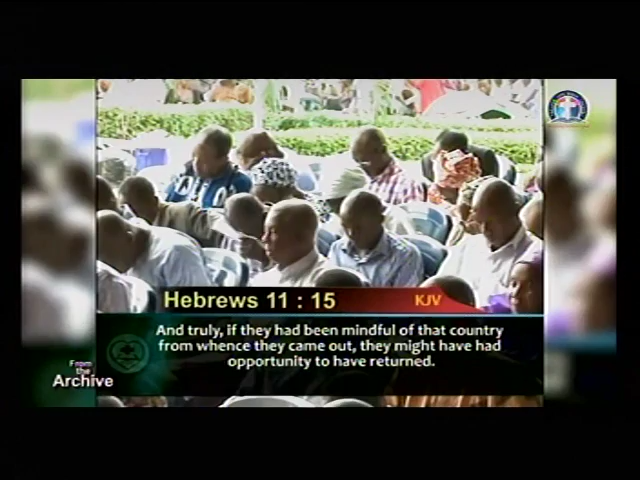 Hebrews 11 : 15
KJV
And truly, if they had been mindful of that country
from whence they came out, they might have had
opportunity to have returned.
From
the
Archive